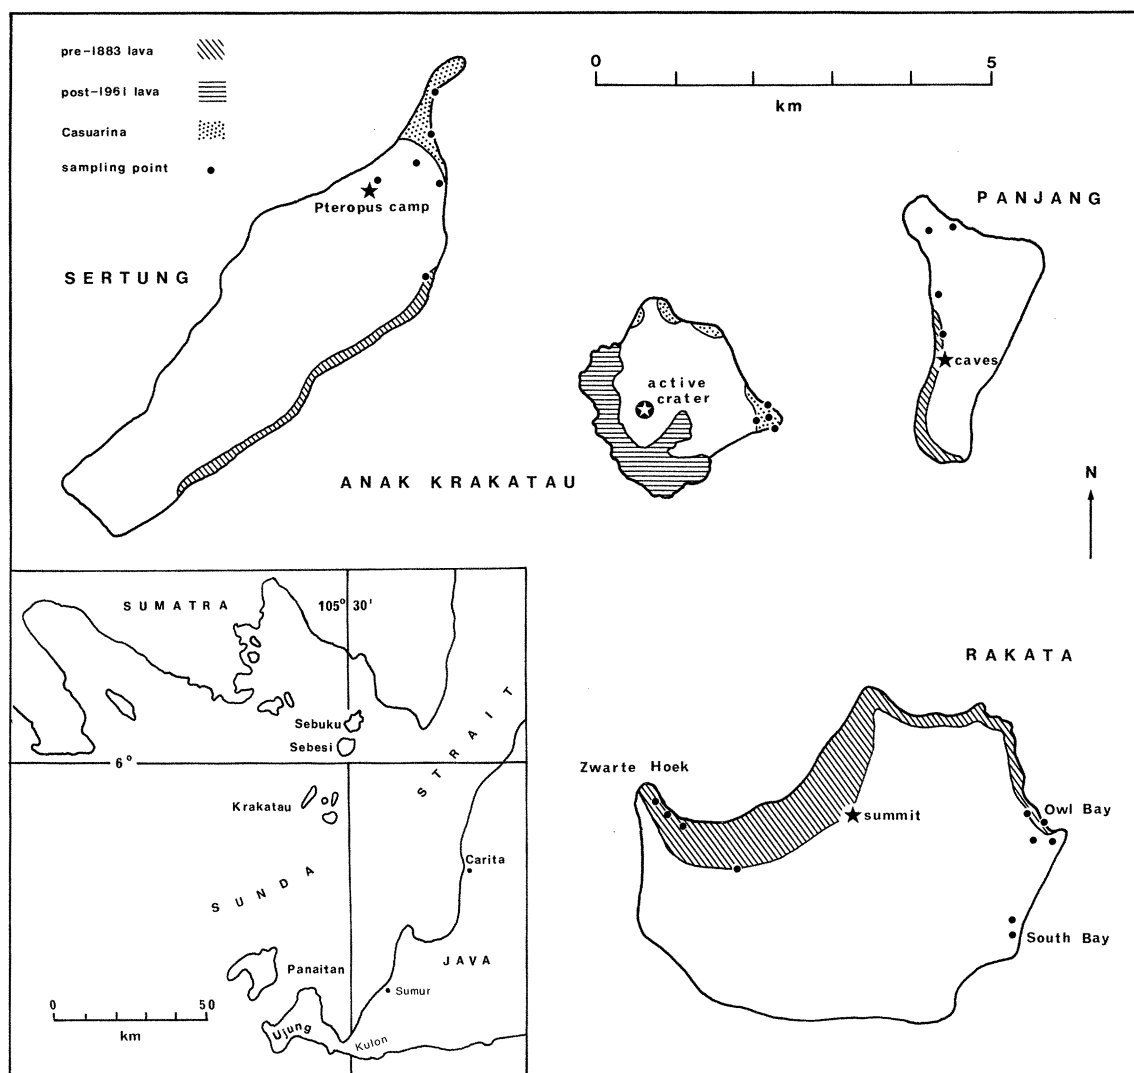 pre-1883 lava
post-1961 lava
Casuarina
sampling point
0 5
km
Pteropus camp
SERTUNG
PANJANG
caves
active
crater
ANAK KRAKATAU
N
SUMATRA
105° 30'
Sebuku
Sebesi
6°
Krakatau
SUNDA
STRAIT
Carita
JAVA
Panaitan
Sumur
0 50
km
Ujung
Kulon
RAKATA
Zwarte Hoek
summit
Owl Bay
South Bay